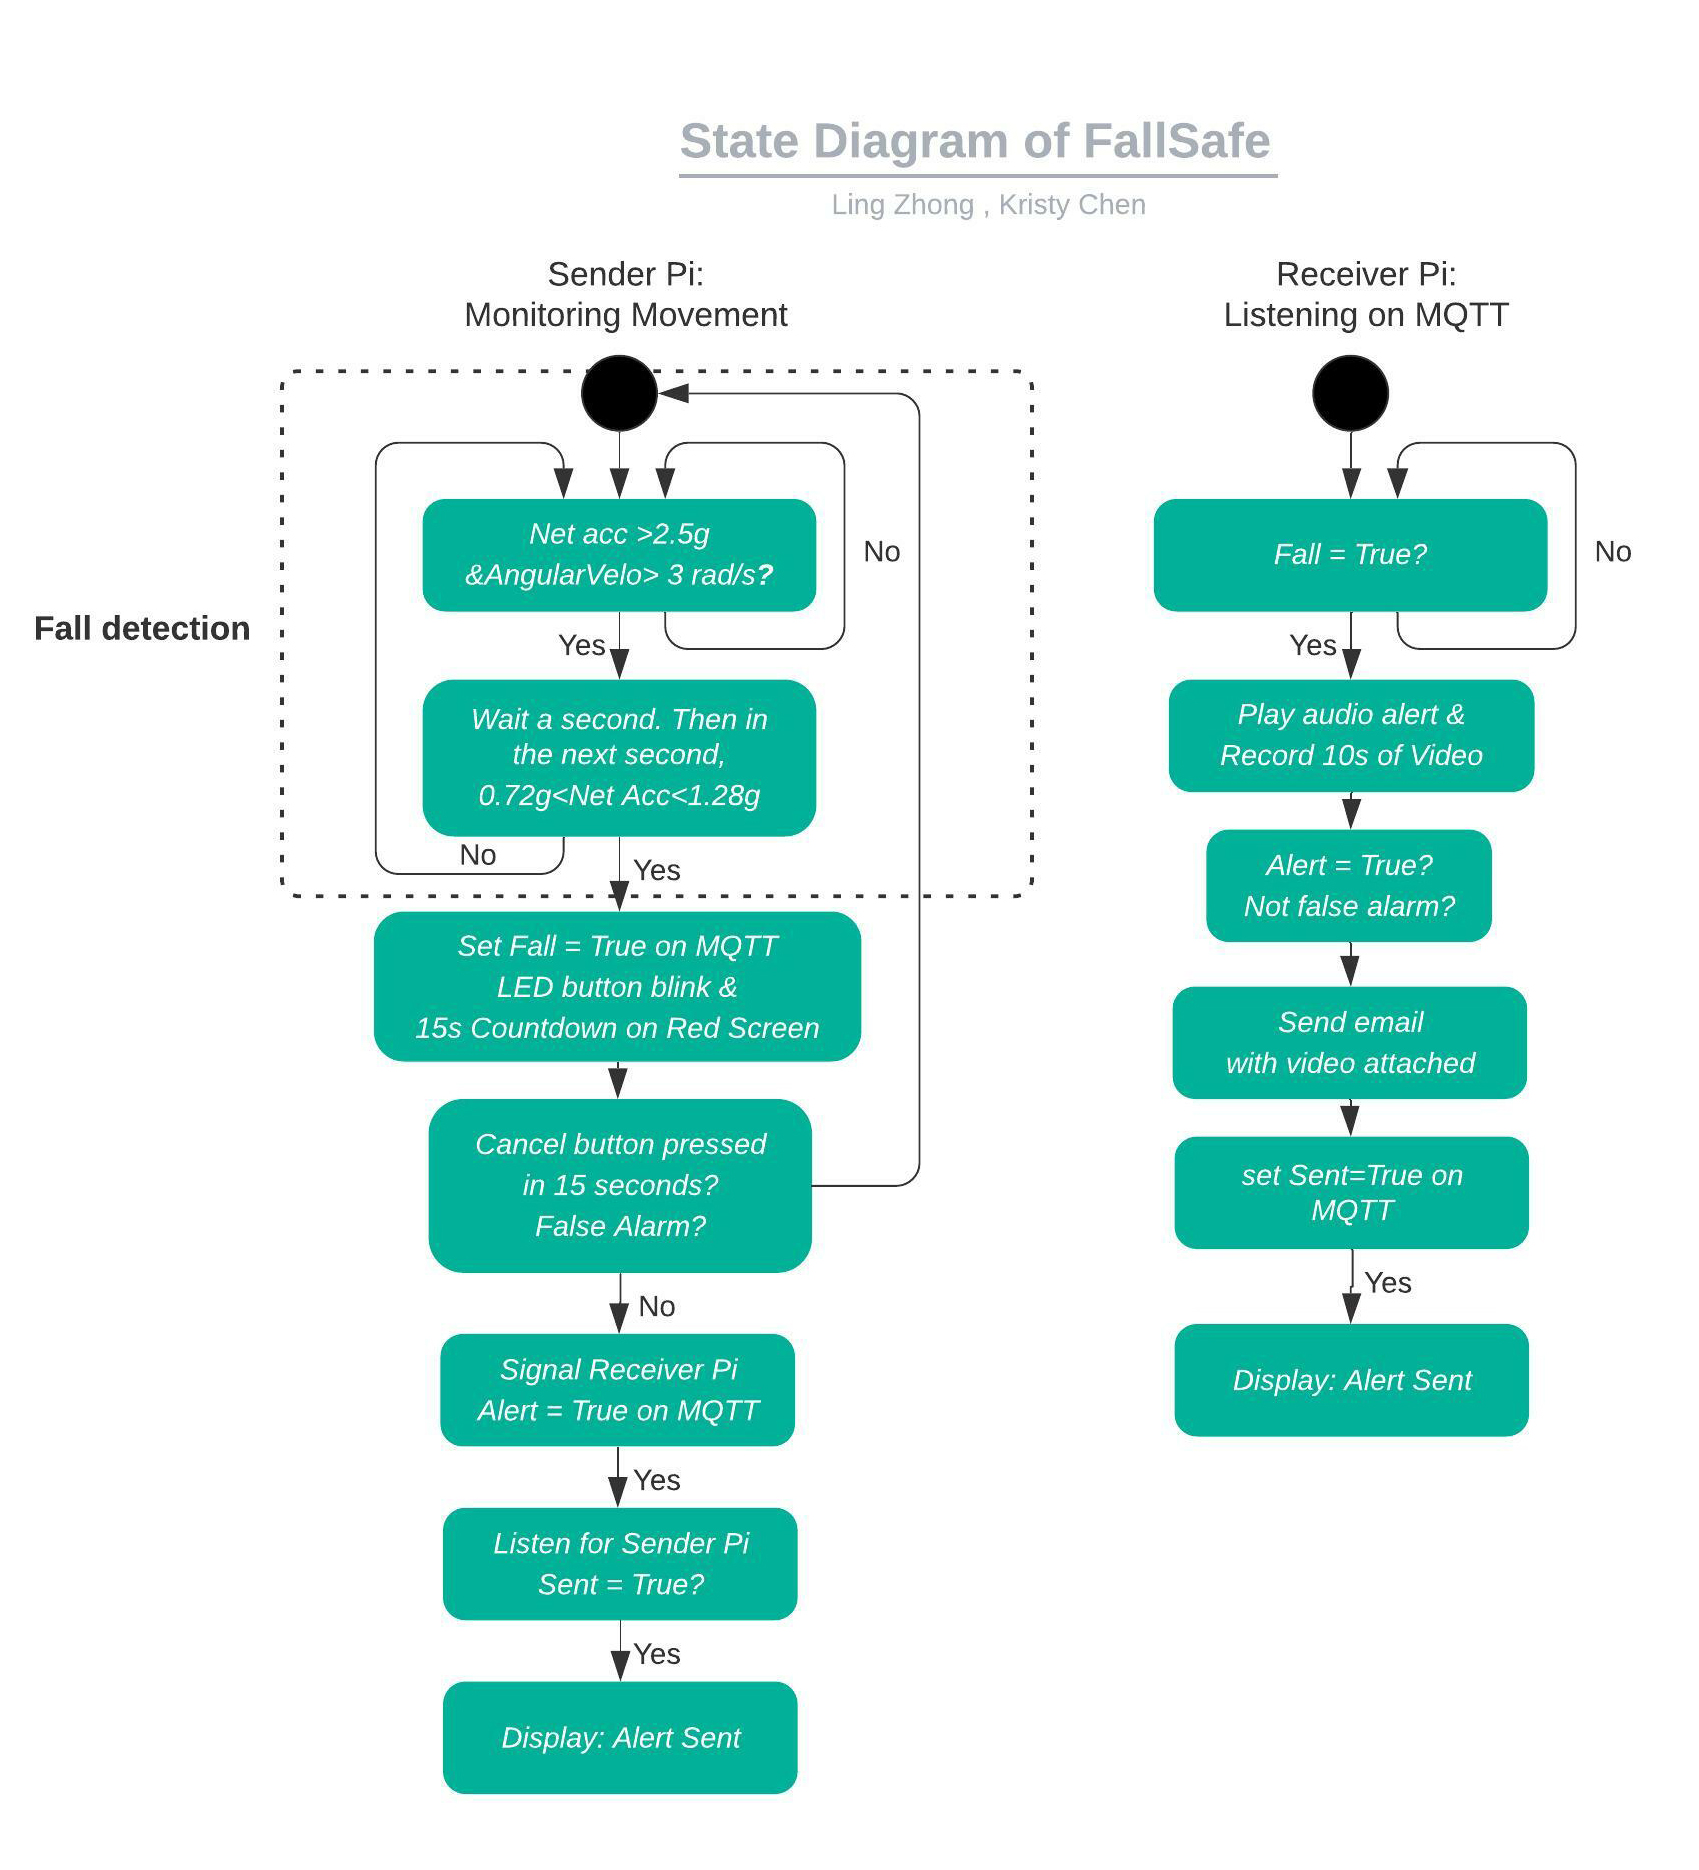 State Diagram of FallSafe
Ling Zhong , Kristy Chen
Sender Pi:
Monitoring Movement
Fall detection
Net acc >2.5g
&AngularVelo> 3 rad/s?
No
Yes
Wait a second. Then in
the next second,
0.72g<Net Acc<1.28g
No
Yes
Set Fall = True on MQTT
LED button blink &
15s Countdown on Red Screen
Cancel button pressed
in 15 seconds?
False Alarm?
No
Signal Receiver Pi
Alert = True on MQTT
Yes
Listen for Sender Pi
Sent = True?
Yes
Display: Alert Sent
Receiver Pi:
Listening on MQTT
Fall = True?
No
Yes
Play audio alert &
Record 10s of Video
Alert = True?
Not false alarm?
Send email
with video attached
set Sent=True on
MQTT
Yes
Display: Alert Sent